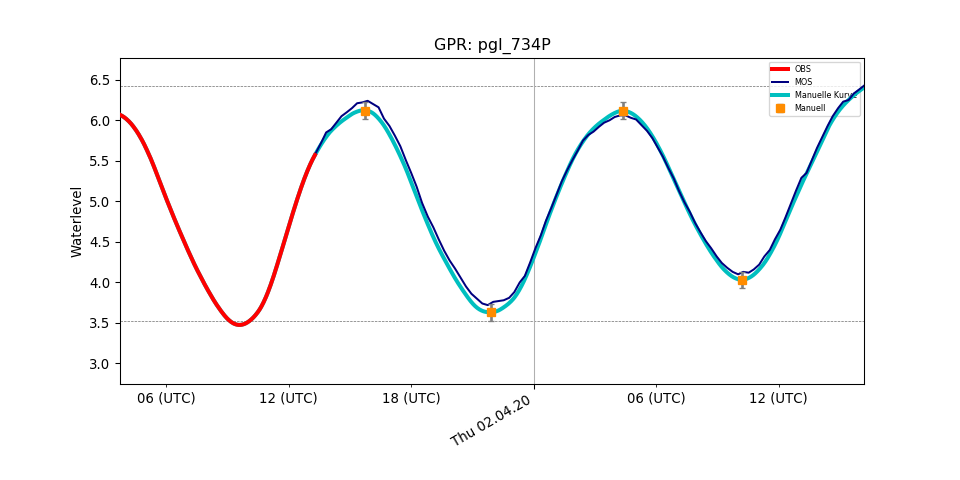 GPR: pgl_734P
OBS
MOS
Manuelle Kurve
Manuell
Waterlevel
6.5
6.0
5.5
5.0
4.5
4.0
3.5
3.0
06 (UTC)
12 (UTC)
18 (UTC)
Thu 02.04.20
06 (UTC)
12 (UTC)